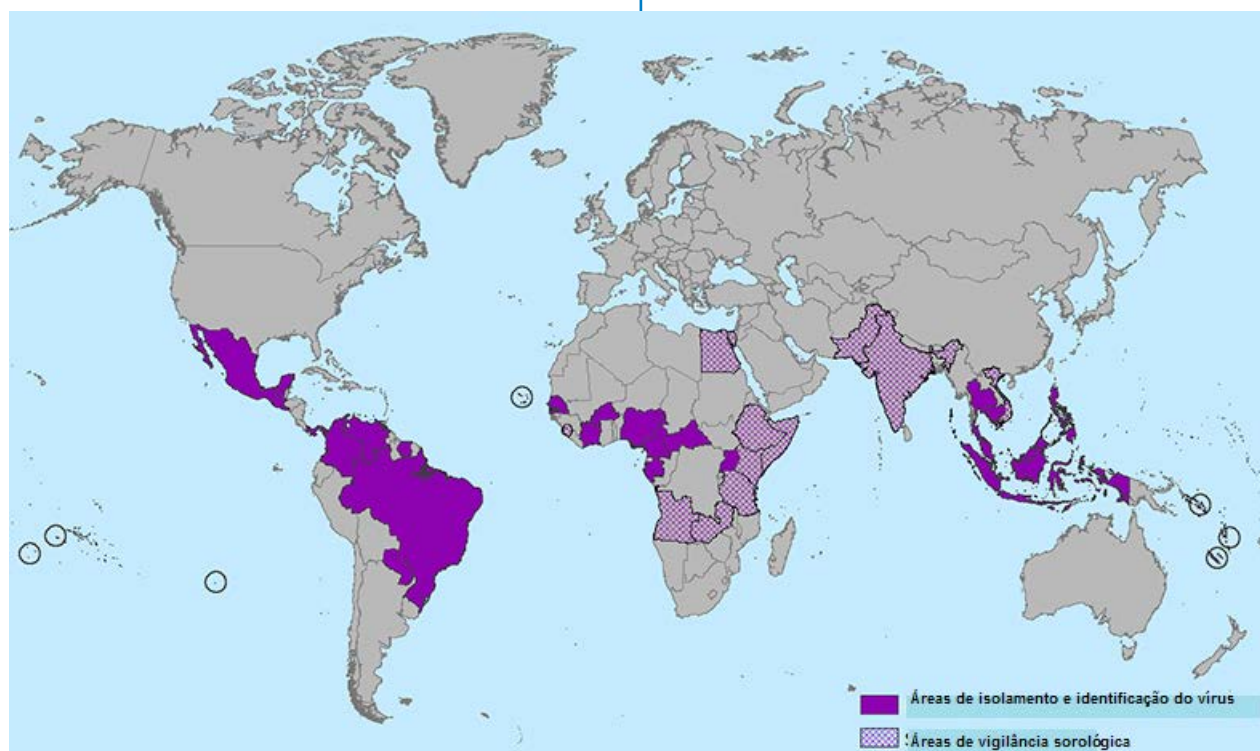 Áreas de isolamento e identificação do vírus
Áreas de vigilância sorológica